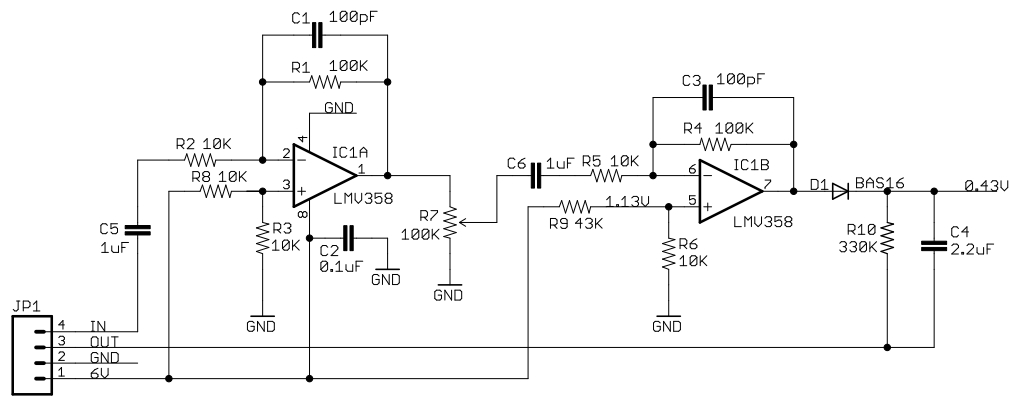 C1 100pF
R1 100K
GND
4
R2 10K
2
IC1A
1
R8 10K
3
LMV358
8
C5
1uF
R3
10K
C2
0.1uF
GND
GND
R7
100K
GND
C6
1uF
R5 10K
C3 100pF
R4 100K
6
IC1B
7
1.13V
5
LMV358
R9 43K
R6
10K
GND
D1
BAS16
0.43V
R10
330K
C4
2.2uF
JP1
4 IN
3 OUT
2 GND
1 6V